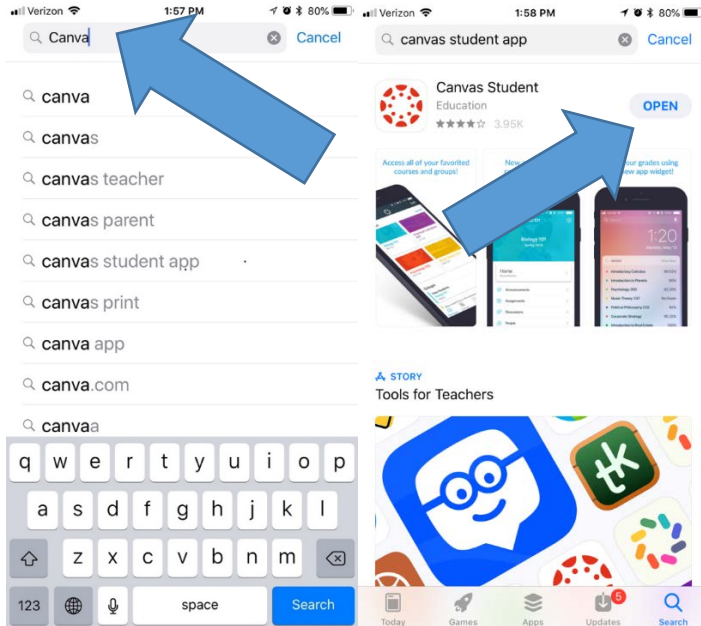 Verizon 1:57 PM 80%
Canva Cancel
canva
canvas
canvas teacher
canvas parent
canvas student app
canvas print
canva app
canva.com
canvaa
q w e r t y u i o p
a s d f g h j k l
z x c v b n m
123 space Search
Verizon 1:58 PM 80%
canvas student app Cancel
Canvas Student
Education
3.95K
OPEN
Access all of your favorited
courses and groups!
New
grades using
new app widget!
Biology 101
Home
Announcements
Assignments
Discussions
People
1:20
STORY
Tools for Teachers
tk
5
Today Games Apps Updates Search